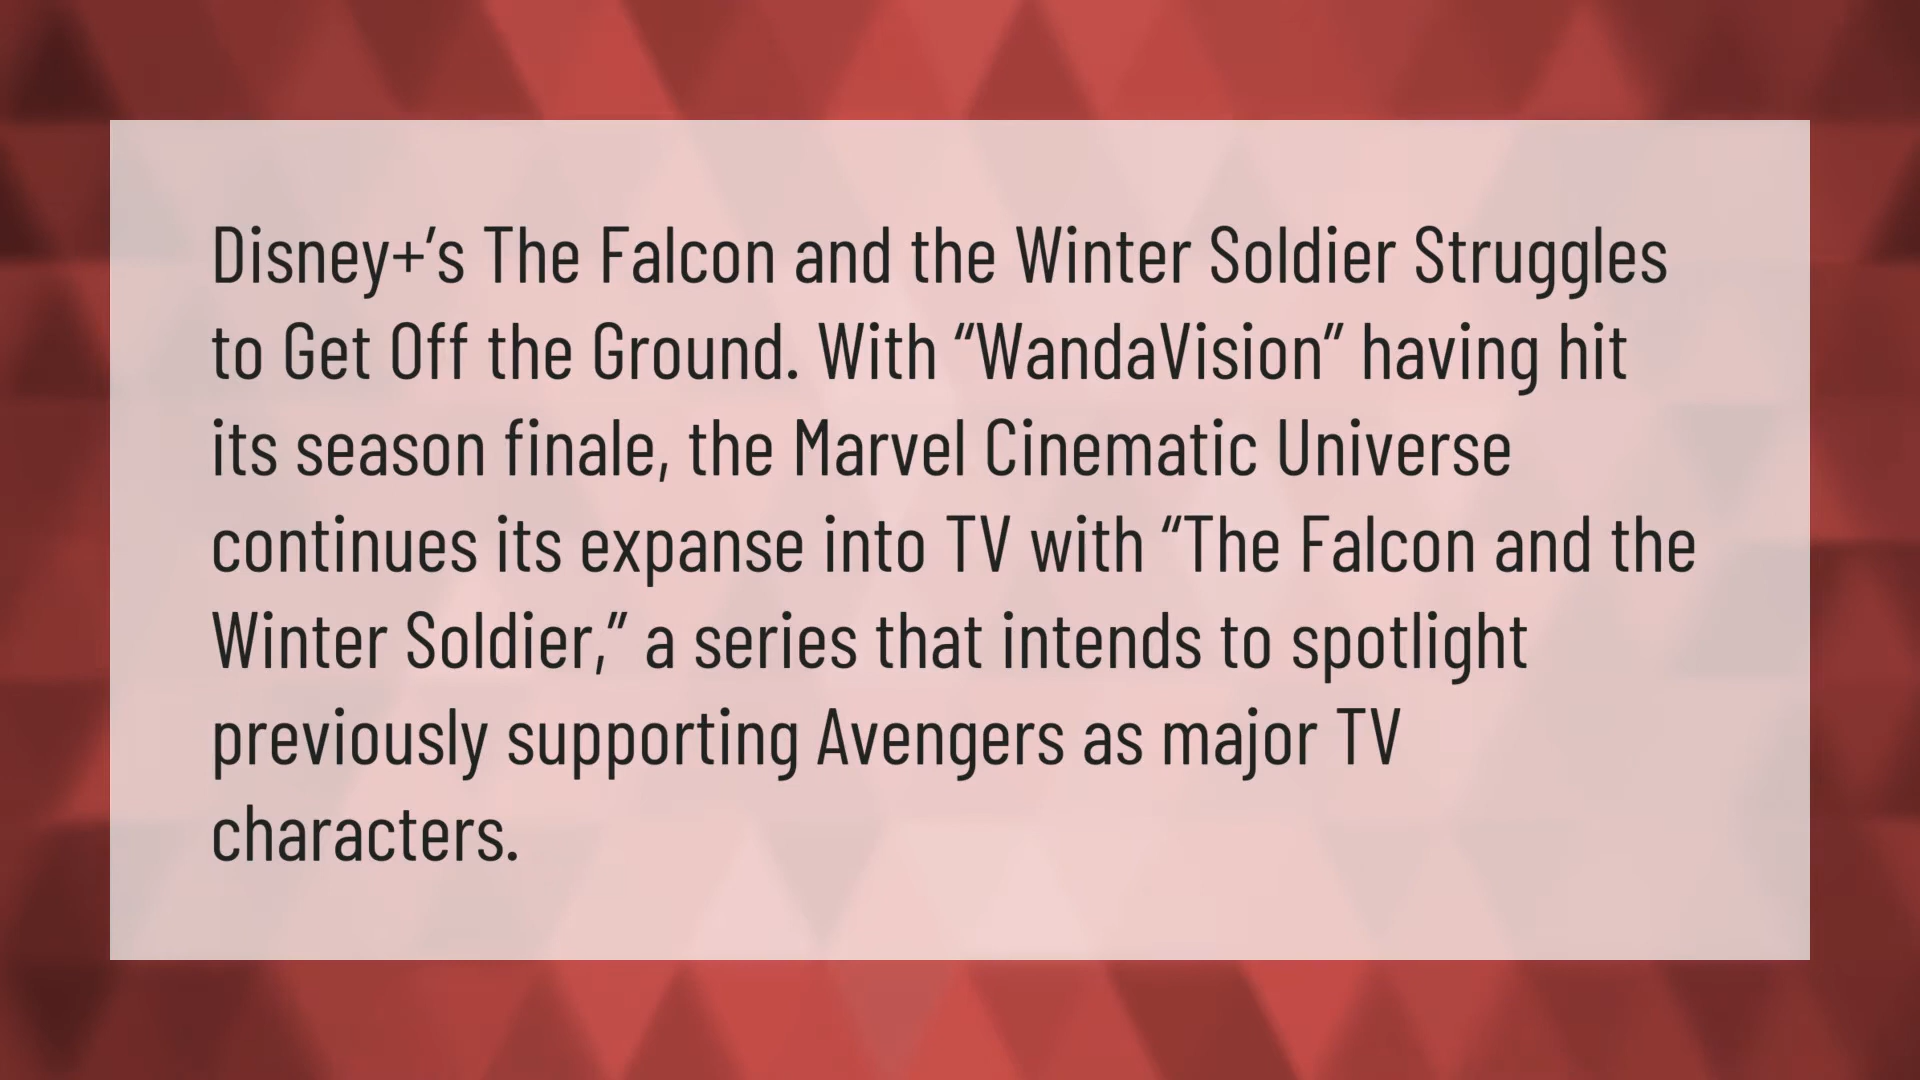 Disney+’s The Falcon and the Winter Soldier Struggles
to Get Off the Ground. With “WandaVision” having hit
its season finale, the Marvel Cinematic Universe
continues its expanse into TV with “The Falcon and the
Winter Soldier,” a series that intends to spotlight
previously supporting Avengers as major TV
characters.